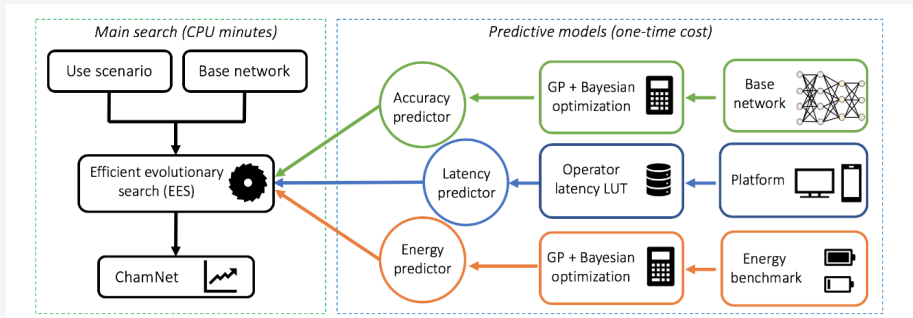 Main search (CPU minutes)
Use scenario
Base network
Efficient evolutionary
search (EES)
ChamNet
Predictive models (one-time cost)
Accuracy
predictor
GP + Bayesian
optimization
Base
network
Latency
predictor
Operator
latency LUT
Platform
Energy
predictor
GP + Bayesian
optimization
Energy
benchmark